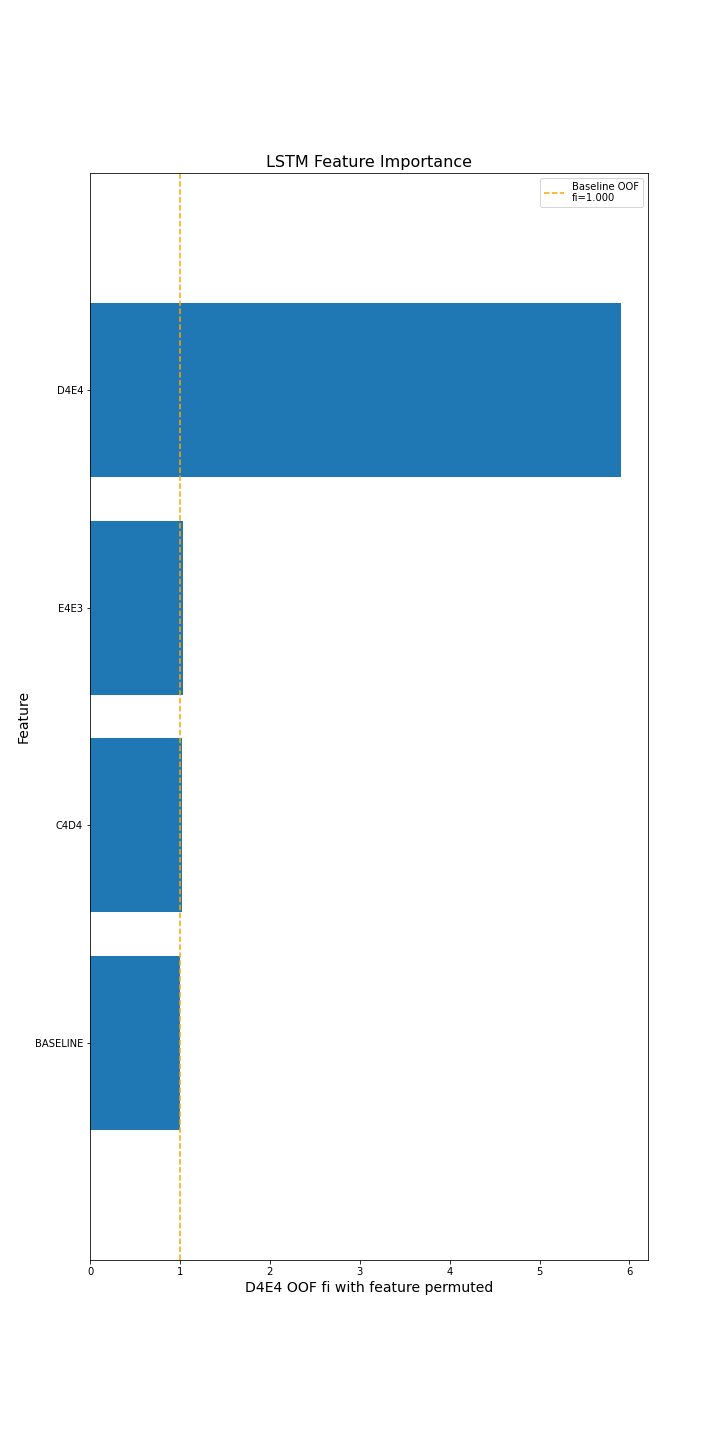 LSTM Feature Importance
Baseline OOF
fi=1.000
D4E4
E4E3
C4D4
BASELINE
Feature
0 1 2 3 4 5 6
D4E4 OOF fi with feature permuted